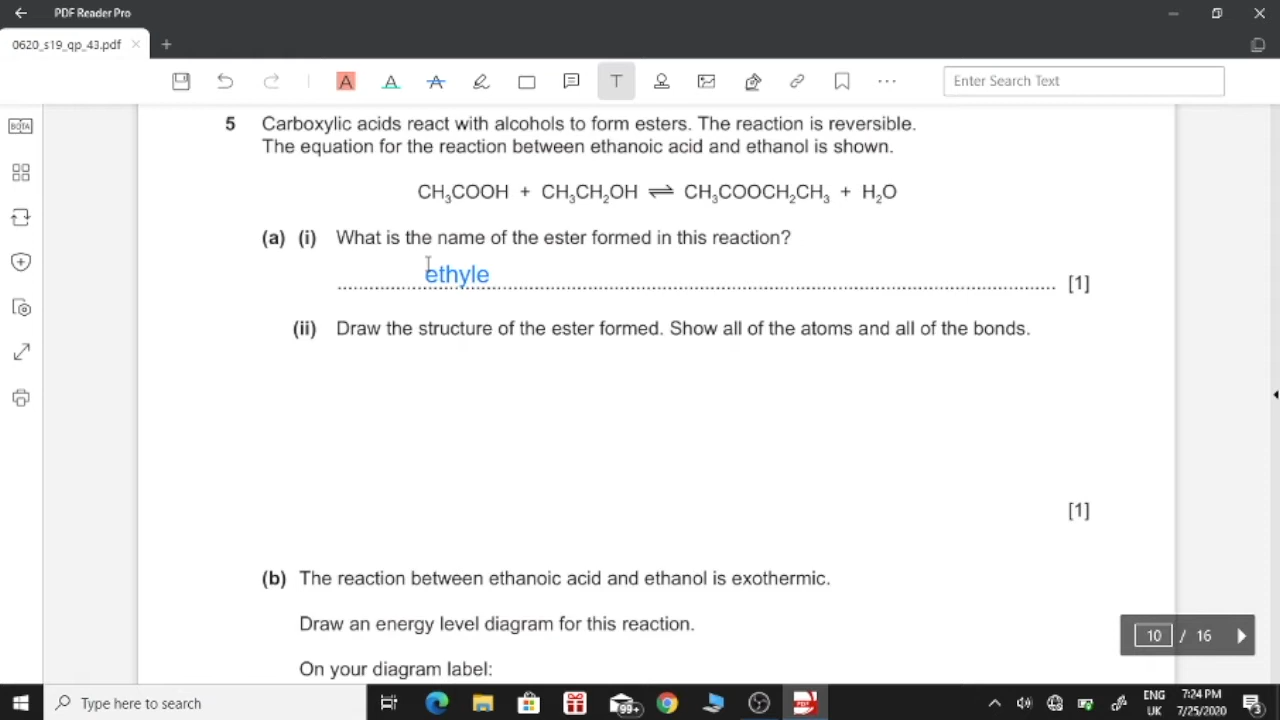 PDF Reader Pro
0620_s19_qp_43.pdf
Enter Search Text
BOTA
5 Carboxylic acids react with alcohols to form esters. The reaction is reversible.
The equation for the reaction between ethanoic acid and ethanol is shown.
CH₃COOH + CH₃CH₂OH ⇌ CH₃COOCH₂CH₃ + H₂O
(a) (i) What is the name of the ester formed in this reaction?
ethyle
[1]
(ii) Draw the structure of the ester formed. Show all of the atoms and all of the bonds.
[1]
(b) The reaction between ethanoic acid and ethanol is exothermic.
Draw an energy level diagram for this reaction.
10 / 16
On your diagram label:
Type here to search
99+
ENG
UK
7:24 PM
7/25/2020
3